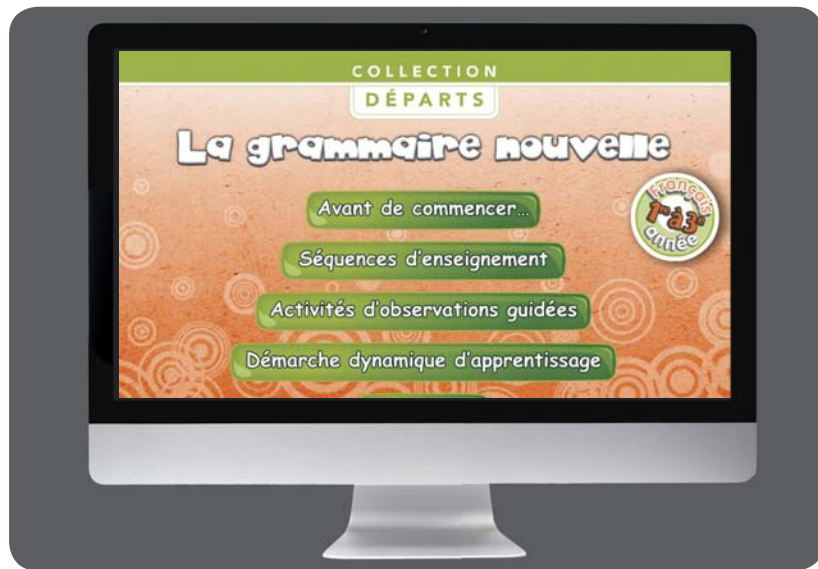 COLLECTION
DÉPARTS
La grammaire nouvelle
Avant de commencer...
Français
1re à 3e
année
Séquences d'enseignement
Activités d'observations guidées
Démarche dynamique d'apprentissage